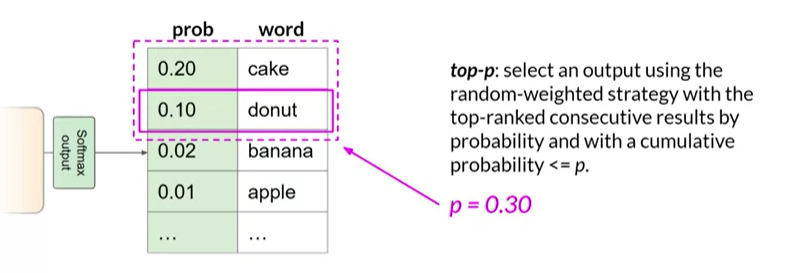 prob word
0.20 cake
0.10 donut
0.02 banana
0.01 apple
... ...
Softmax
output
top-p: select an output using the
random-weighted strategy with the
top-ranked consecutive results by
probability and with a cumulative
probability <= p.
p = 0.30